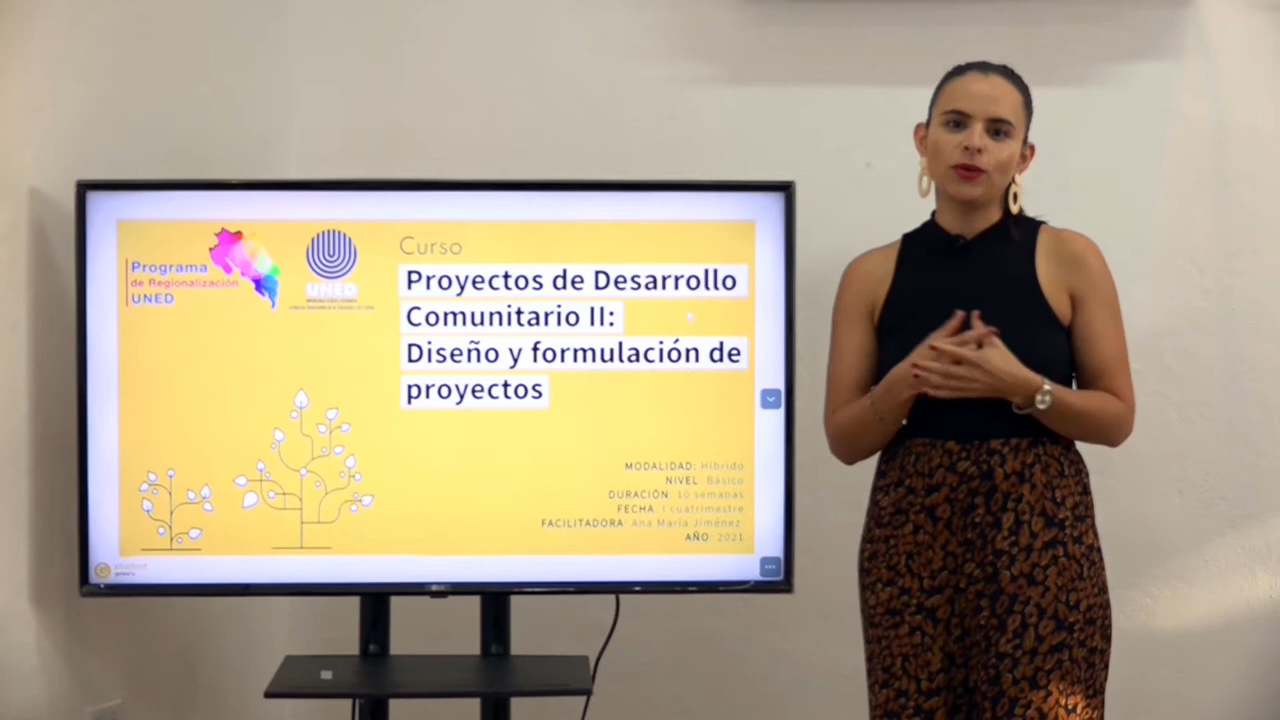 Programa
de Regionalización
UNED
UNED
Curso
Proyectos de Desarrollo
Comunitario II:
Diseño y formulación de
proyectos
MODALIDAD: Híbrido
NIVEL: Básico
DURACIÓN: 10 semanas
FECHA: I cuatrimestre
FACILITADORA: Ana María Jiménez
AÑO: 2021